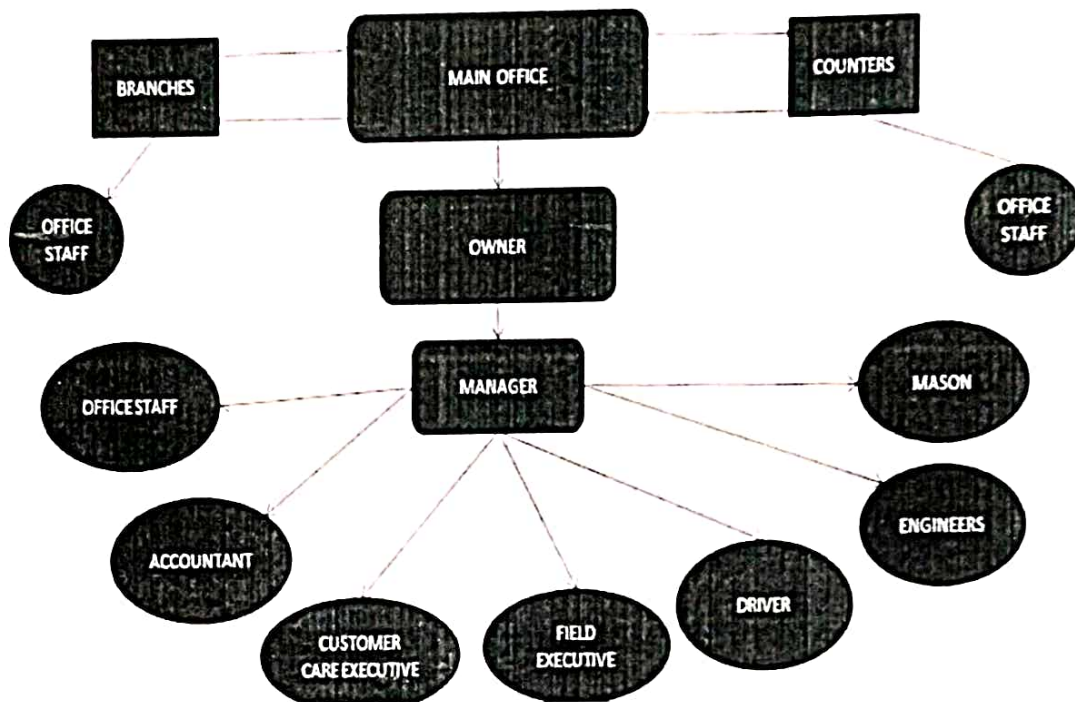 BRANCHES
MAIN OFFICE
COUNTERS
OFFICE
STAFF
OWNER
OFFICE
STAFF
OFFICE STAFF
MANAGER
MASON
ACCOUNTANT
ENGINEERS
CUSTOMER
CARE EXECUTIVE
FIELD
EXECUTIVE
DRIVER